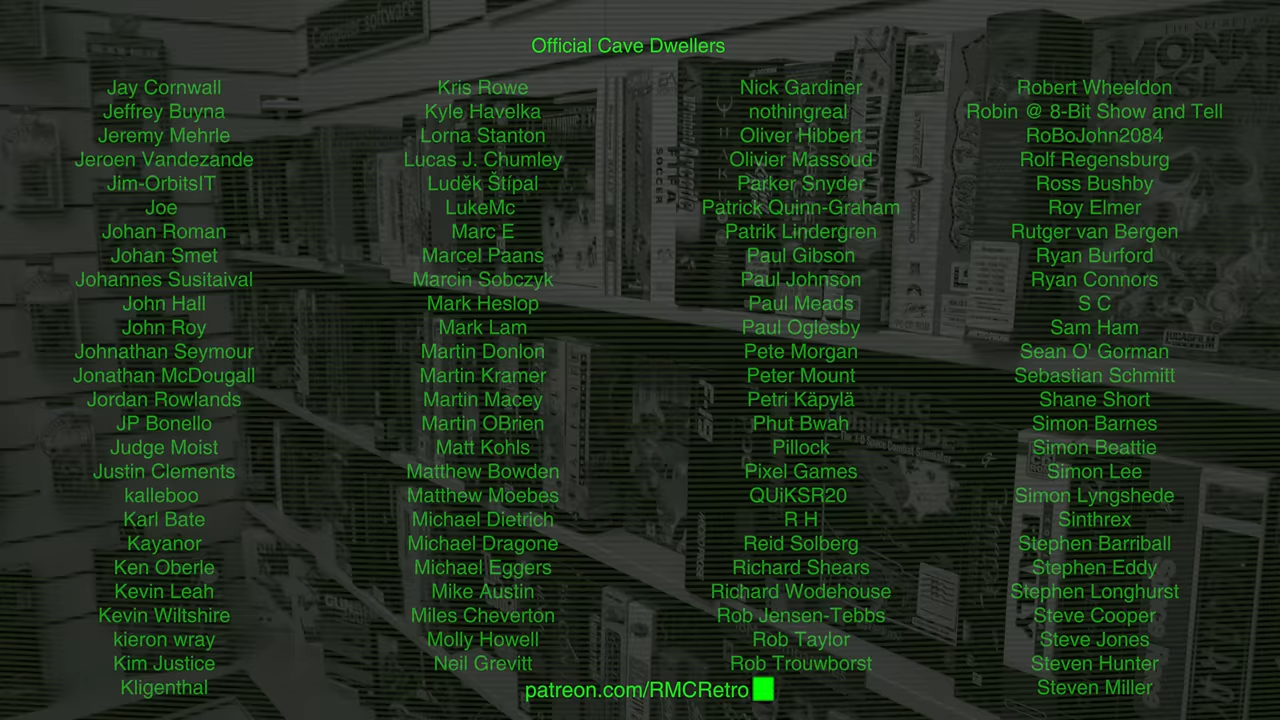 Official Cave Dwellers
Jay Cornwall
Jeffrey Buyna
Jeremy Mehrle
Jeroen Vandezande
Jim-OrbitsIT
Joe
Johan Roman
Johan Smet
Johannes Susitaival
John Hall
John Roy
Johnathan Seymour
Jonathan McDougall
Jordan Rowlands
JP Bonello
Judge Moist
Justin Clements
kalleboo
Karl Bate
Kayanor
Ken Oberle
Kevin Leah
Kevin Wiltshire
kieron wray
Kim Justice
Kligenthal
Kris Rowe
Kyle Havelka
Lorna Stanton
Lucas J. Chumley
Luděk Štípal
LukeMc
Marc E
Marcel Paans
Marcin Sobczyk
Mark Heslop
Mark Lam
Martin Donlon
Martin Kramer
Martin Macey
Martin OBrien
Matt Kohls
Matthew Bowden
Matthew Moebes
Michael Dietrich
Michael Dragone
Michael Eggers
Mike Austin
Miles Cheverton
Molly Howell
Neil Grevitt
Nick Gardiner
nothingreal
Oliver Hibbert
Olivier Massoud
Parker Snyder
Patrick Quinn-Graham
Patrik Lindergren
Paul Gibson
Paul Johnson
Paul Meads
Paul Oglesby
Pete Morgan
Peter Mount
Petri Käpylä
Phut Bwah
Pillock
Pixel Games
QUiKSR20
R H
Reid Solberg
Richard Shears
Richard Wodehouse
Rob Jensen-Tebbs
Rob Taylor
Rob Trouwborst
Robert Wheeldon
Robin @ 8-Bit Show and Tell
RoBoJohn2084
Rolf Regensburg
Ross Bushby
Roy Elmer
Rutger van Bergen
Ryan Burford
Ryan Connors
S C
Sam Ham
Sean O' Gorman
Sebastian Schmitt
Shane Short
Simon Barnes
Simon Beattie
Simon Lee
Simon Lyngshede
Sinthrex
Stephen Barriball
Stephen Eddy
Stephen Longhurst
Steve Cooper
Steve Jones
Steven Hunter
Steven Miller
patreon.com/RMCRetro
Computer software
FIFA
SOCCER